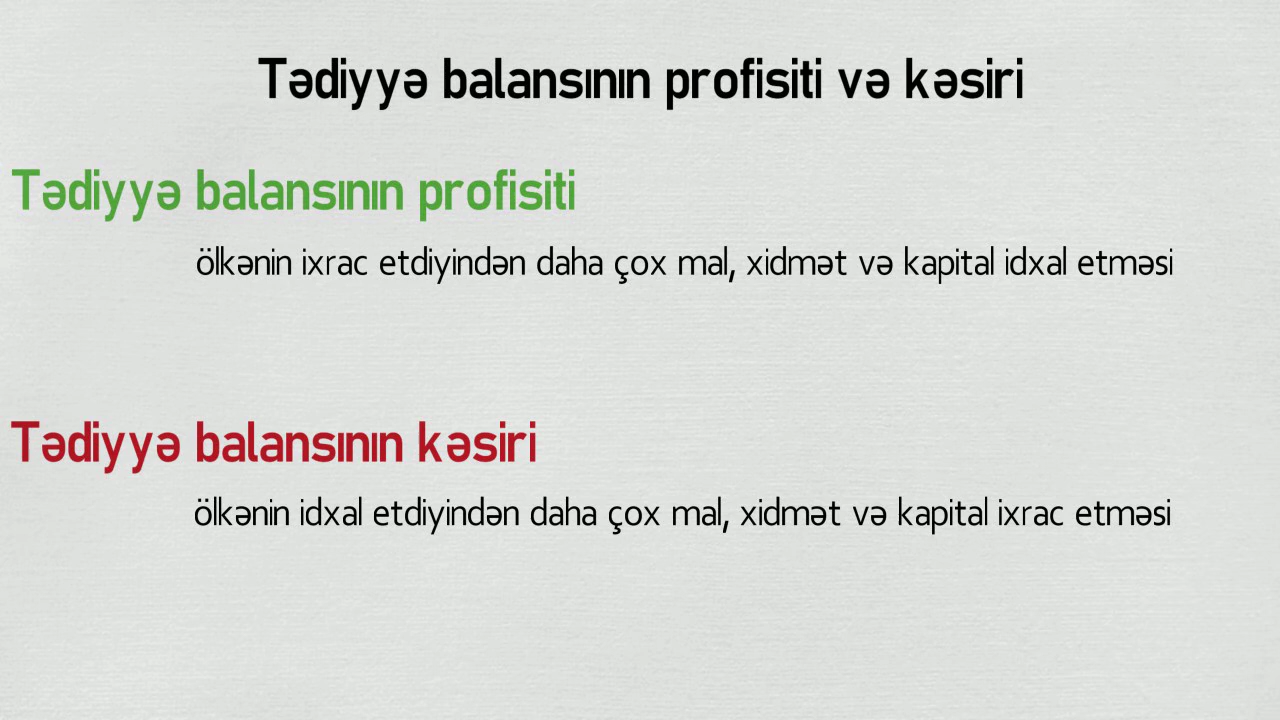 Tədiyyə balansının profisiti və kəsiri
Tədiyyə balansının profisiti
ölkənin ixrac etdiyindən daha çox mal, xidmət və kapital idxal etməsi
Tədiyyə balansının kəsiri
ölkənin idxal etdiyindən daha çox mal, xidmət və kapital ixrac etməsi